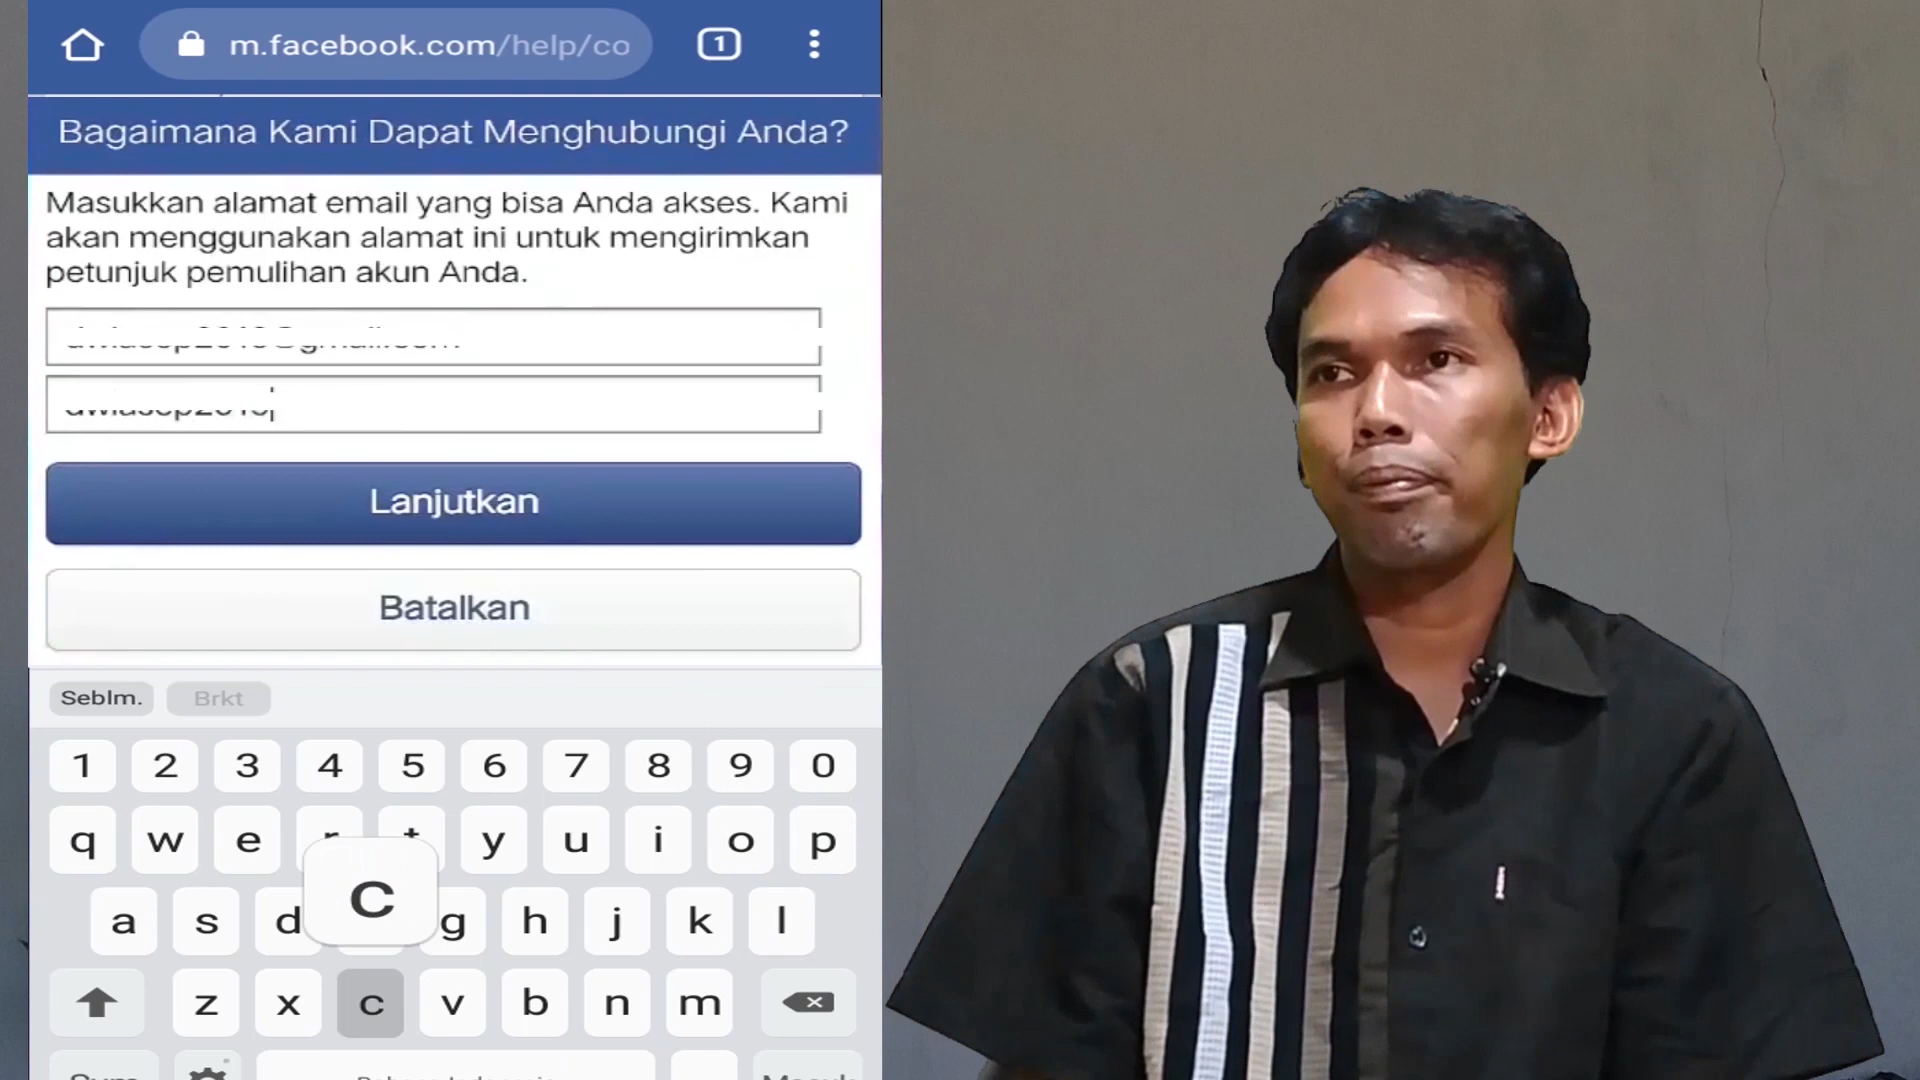 m.facebook.com/help/co
1
Bagaimana Kami Dapat Menghubungi Anda?
Masukkan alamat email yang bisa Anda akses. Kami
akan menggunakan alamat ini untuk mengirimkan
petunjuk pemulihan akun Anda.
Lanjutkan
Batalkan
Seblm. Brkt
1 2 3 4 5 6 7 8 9 0
q w e r t y u i o p
C
a s d g h j k l
z x c v b n m
Bahasa Indonesia